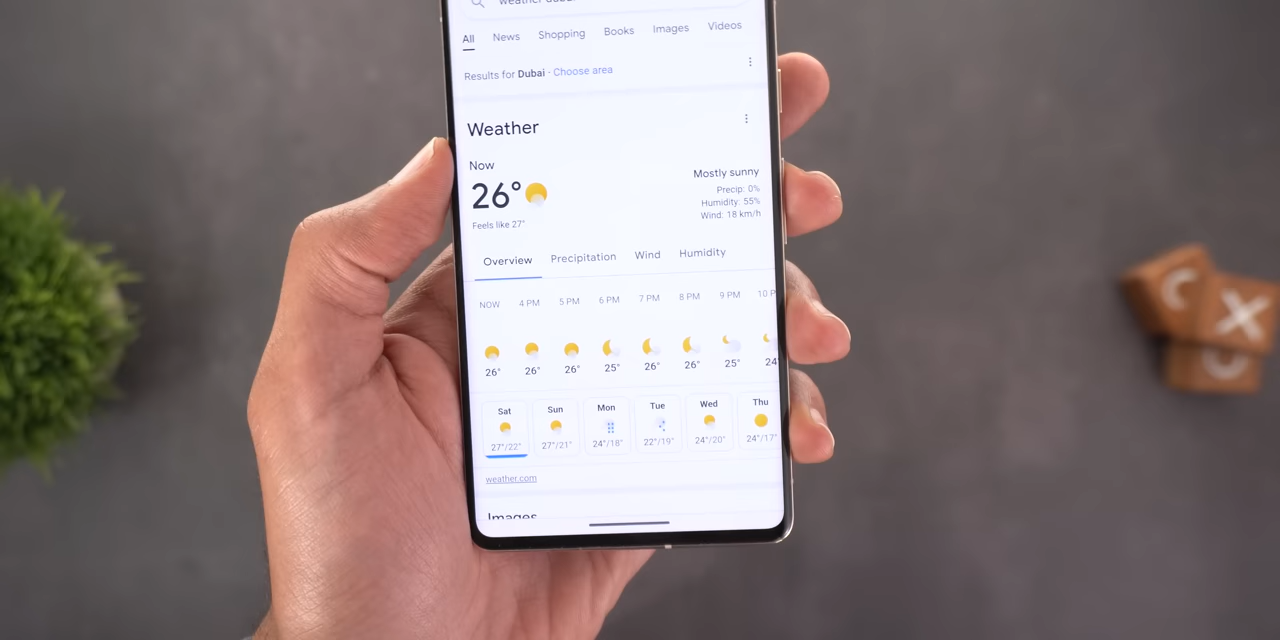 weather dubai
All News Shopping Books Images Videos
Results for Dubai · Choose area
Weather
Now
26°
Feels like 27°
Mostly sunny
Precip: 0%
Humidity: 55%
Wind: 18 km/h
Overview Precipitation Wind Humidity
NOW 4 PM 5 PM 6 PM 7 PM 8 PM 9 PM 10 P
26° 26° 26° 25° 26° 26° 25° 24°
Sat Sun Mon Tue Wed Thu
27°/22° 27°/21° 24°/18° 22°/19° 24°/20° 24°/17°
weather.com
Images
C X
O